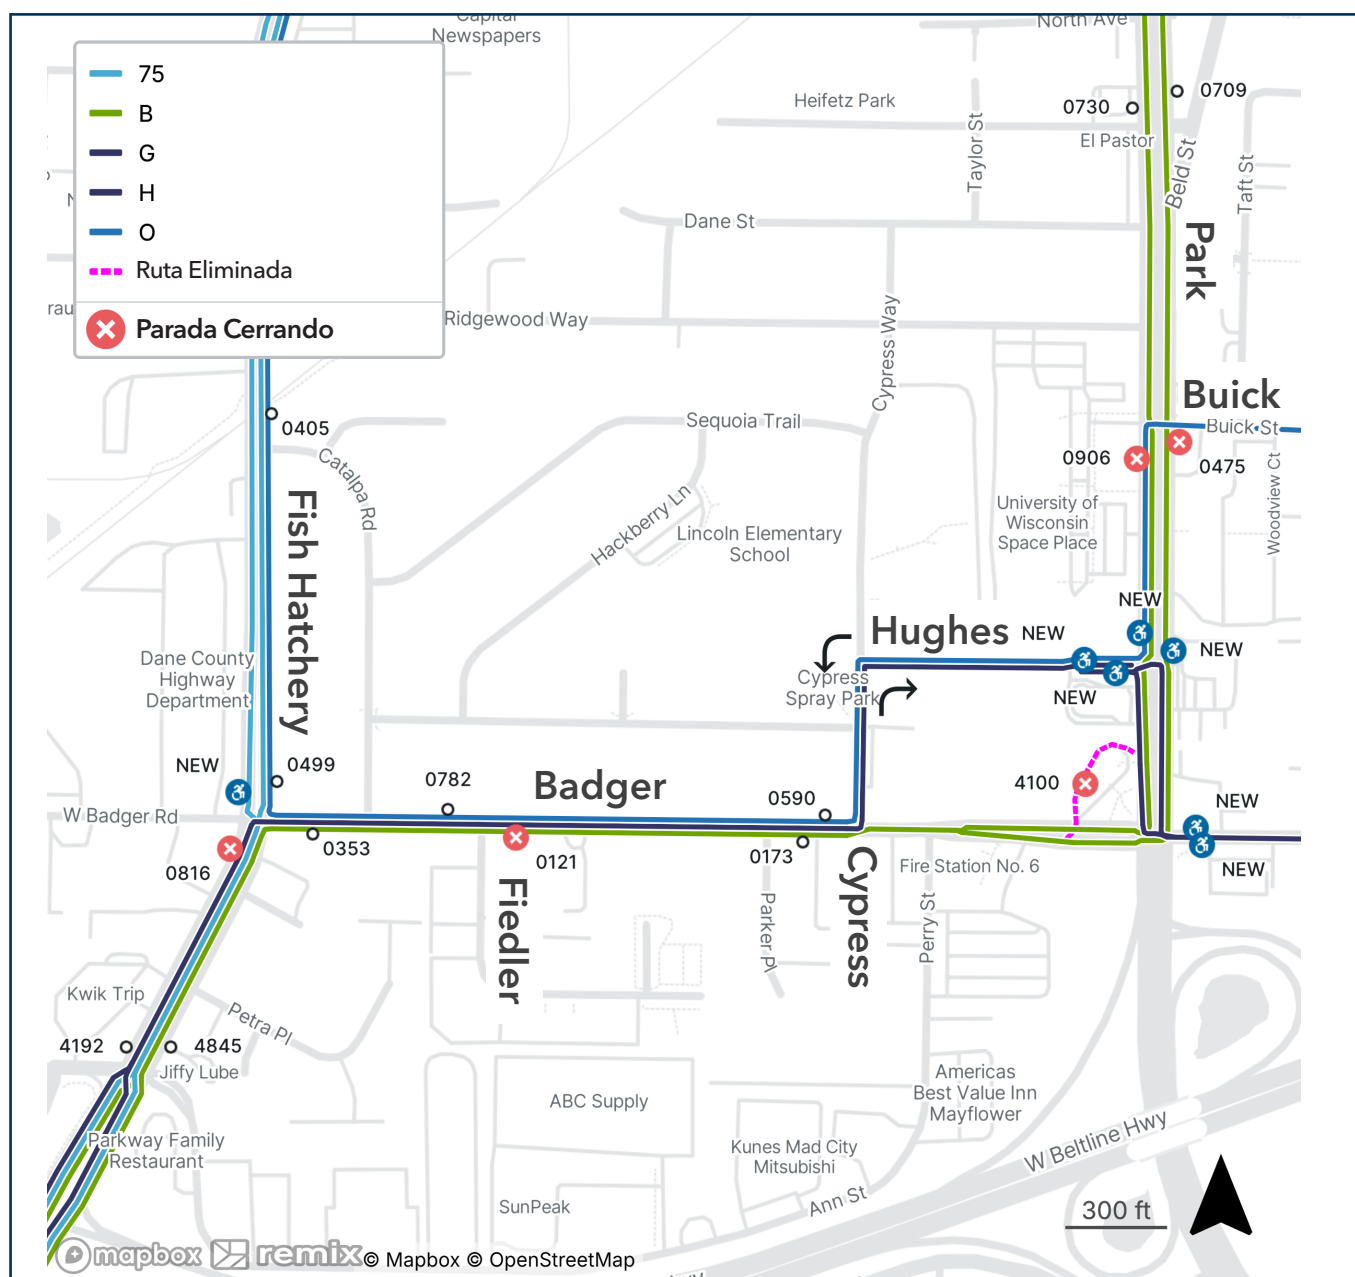 Capital
Newspapers
North Ave
75
B
G
H
O
Ruta Eliminada
Parada Cerrando
Heifetz Park
0730
0709
El Pastor
Taylor St
Beld St
Taft St
Dane St
Park
Ridgewood Way
Cypress Way
Buick
Buick St
0405
Catalpa Rd
Sequoia Trail
0906
0475
Woodview Ct
Fish Hatchery
Hackberry Ln
Lincoln Elementary
School
University of
Wisconsin
Space Place
NEW
Hughes
NEW
NEW
NEW
Dane County
Highway
Department
Cypress
Spray Park
NEW
0499
0782
Badger
0590
4100
NEW
W Badger Rd
0816
0353
0121
0173
Fire Station No. 6
NEW
Fiedler
Parker Pl
Cypress
Perry St
Kwik Trip
Petra Pl
4192
4845
Jiffy Lube
ABC Supply
Americas
Best Value Inn
Mayflower
Parkway Family
Restaurant
Kunes Mad City
Mitsubishi
W Beltline Hwy
SunPeak
Ann St
300 ft
mapbox remix © Mapbox © OpenStreetMap